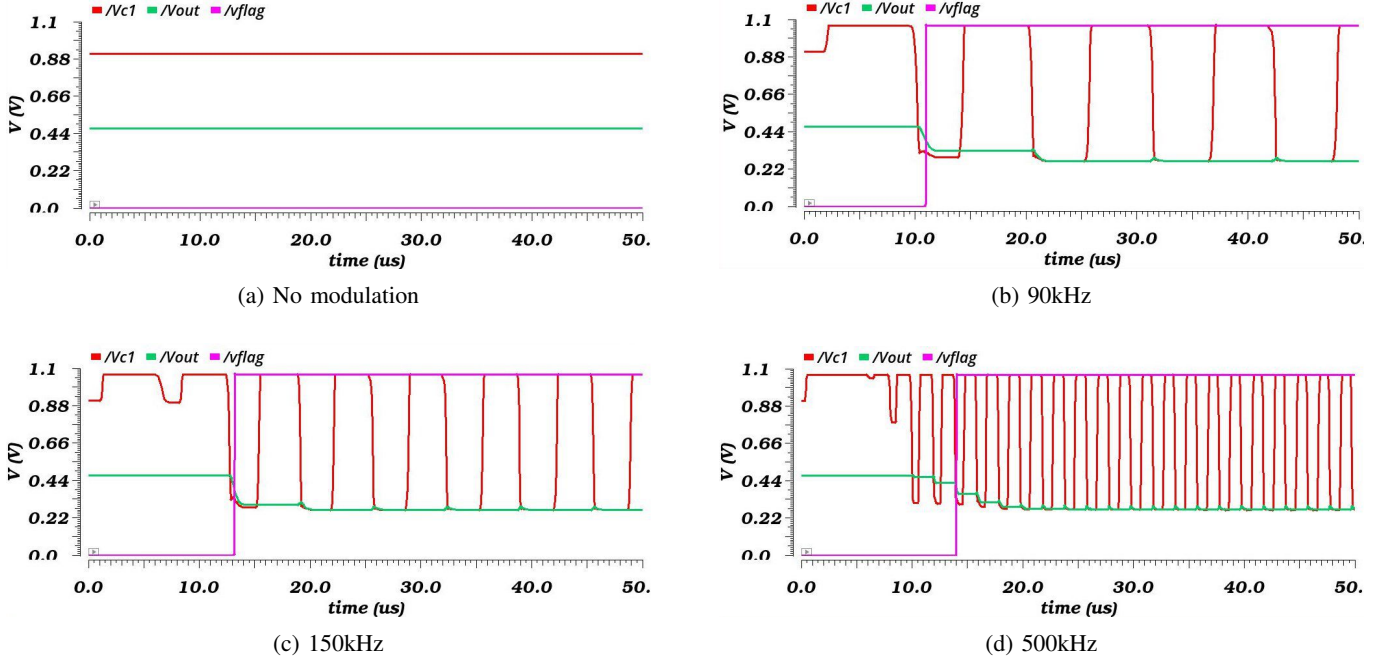 /Vc1 /Vout /vflag
1.1
0.88
0.66
0.44
0.22
0.0
V (V)
0.0 10.0 20.0 30.0 40.0 50.
time (us)
(a) No modulation
/Vc1 /Vout /vflag
1.1
0.88
0.66
0.44
0.22
0.0
V (V)
0.0 10.0 20.0 30.0 40.0 50.
time (us)
(b) 90kHz
/Vc1 /Vout /vflag
1.1
0.88
0.66
0.44
0.22
0.0
V (V)
0.0 10.0 20.0 30.0 40.0 50.
time (us)
(c) 150kHz
/Vc1 /Vout /vflag
1.1
0.88
0.66
0.44
0.22
0.0
V (V)
0.0 10.0 20.0 30.0 40.0 50.
time (us)
(d) 500kHz